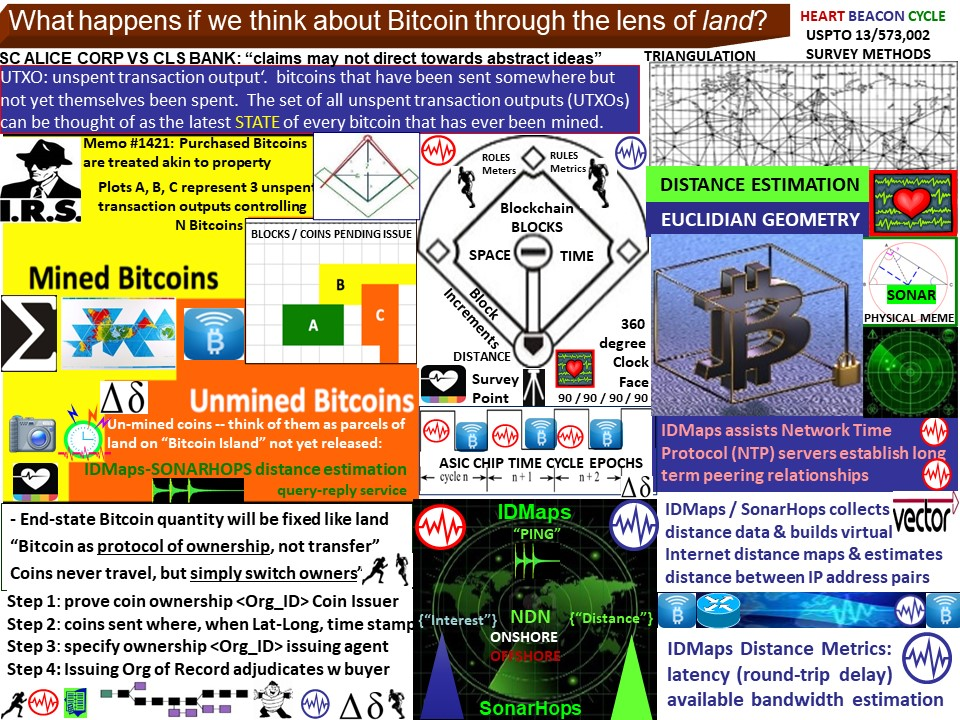 What happens if we think about Bitcoin through the lens of land?
HEART BEACON CYCLE
USPTO 13/573,002
SURVEY METHODS
SC ALICE CORP VS CLS BANK: “claims may not direct towards abstract ideas”
TRIANGULATION
UTXO: unspent transaction output‘. bitcoins that have been sent somewhere but
not yet themselves been spent. The set of all unspent transaction outputs (UTXOs)
can be thought of as the latest STATE of every bitcoin that has ever been mined.
I.R.S.
Memo #1421: Purchased Bitcoins
are treated akin to property
Plots A, B, C represent 3 unspent
transaction outputs controlling
N Bitcoins
BLOCKS / COINS PENDING ISSUE
A
B
C
Mined Bitcoins
Unmined Bitcoins
Δδ
Un-mined coins -- think of them as parcels of
land on “Bitcoin Island” not yet released:
IDMaps-SONARHOPS distance estimation
query-reply service
ROLES
Meters
RULES
Metrics
Blockchain -
BLOCKS
SPACE
TIME
Block
Increments
DISTANCE
Survey
Point
360
degree
Clock
Face
90 / 90 / 90 / 90
ASIC CHIP TIME CYCLE EPOCHS
cycle n
n + 1
n + 2
Δδ
DISTANCE ESTIMATION
EUCLIDIAN GEOMETRY
SONAR
PHYSICAL MEME
IDMaps assists Network Time
Protocol (NTP) servers establish long
term peering relationships
- End-state Bitcoin quantity will be fixed like land
“Bitcoin as protocol of ownership, not transfer”
Coins never travel, but simply switch owners”
Step 1: prove coin ownership <Org_ID> Coin Issuer
Step 2: coins sent where, when Lat-Long, time stamp
Step 3: specify ownership <Org_ID> issuing agent
Step 4: Issuing Org of Record adjudicates w buyer
Δδ
IDMaps
“PING”
{“Interest”}
NDN
{“Distance”}
ONSHORE
OFFSHORE
SonarHops
IDMaps / SonarHops collects
distance data & builds virtual
Internet distance maps & estimates
distance between IP address pairs
vector
IDMaps Distance Metrics:
latency (round-trip delay)
available bandwidth estimation